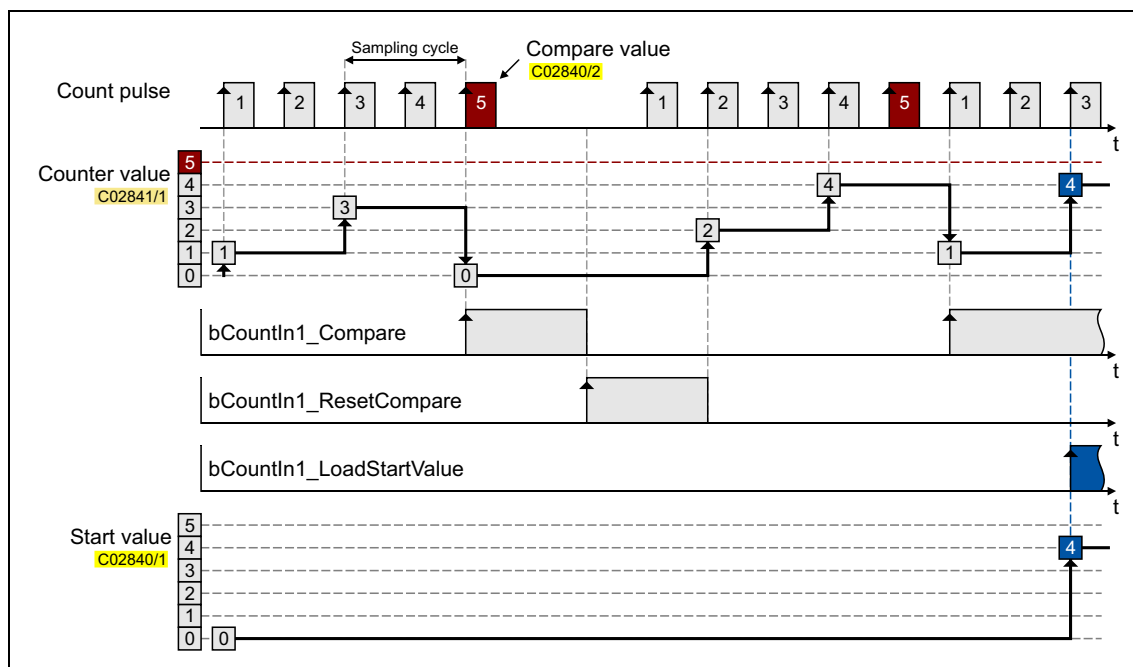 Sampling cycle
Compare value
C02840/2
Count pulse
1 2 3 4 5 1 2 3 4 5 1 2 3
t
Counter value
C02841/1
5
4
3
2
1
0
1 3 0 2 4 1 4
bCountIn1_Compare
t
bCountIn1_ResetCompare
t
bCountIn1_LoadStartValue
t
Start value
C02840/1
5
4
3
2
1
0
0 4